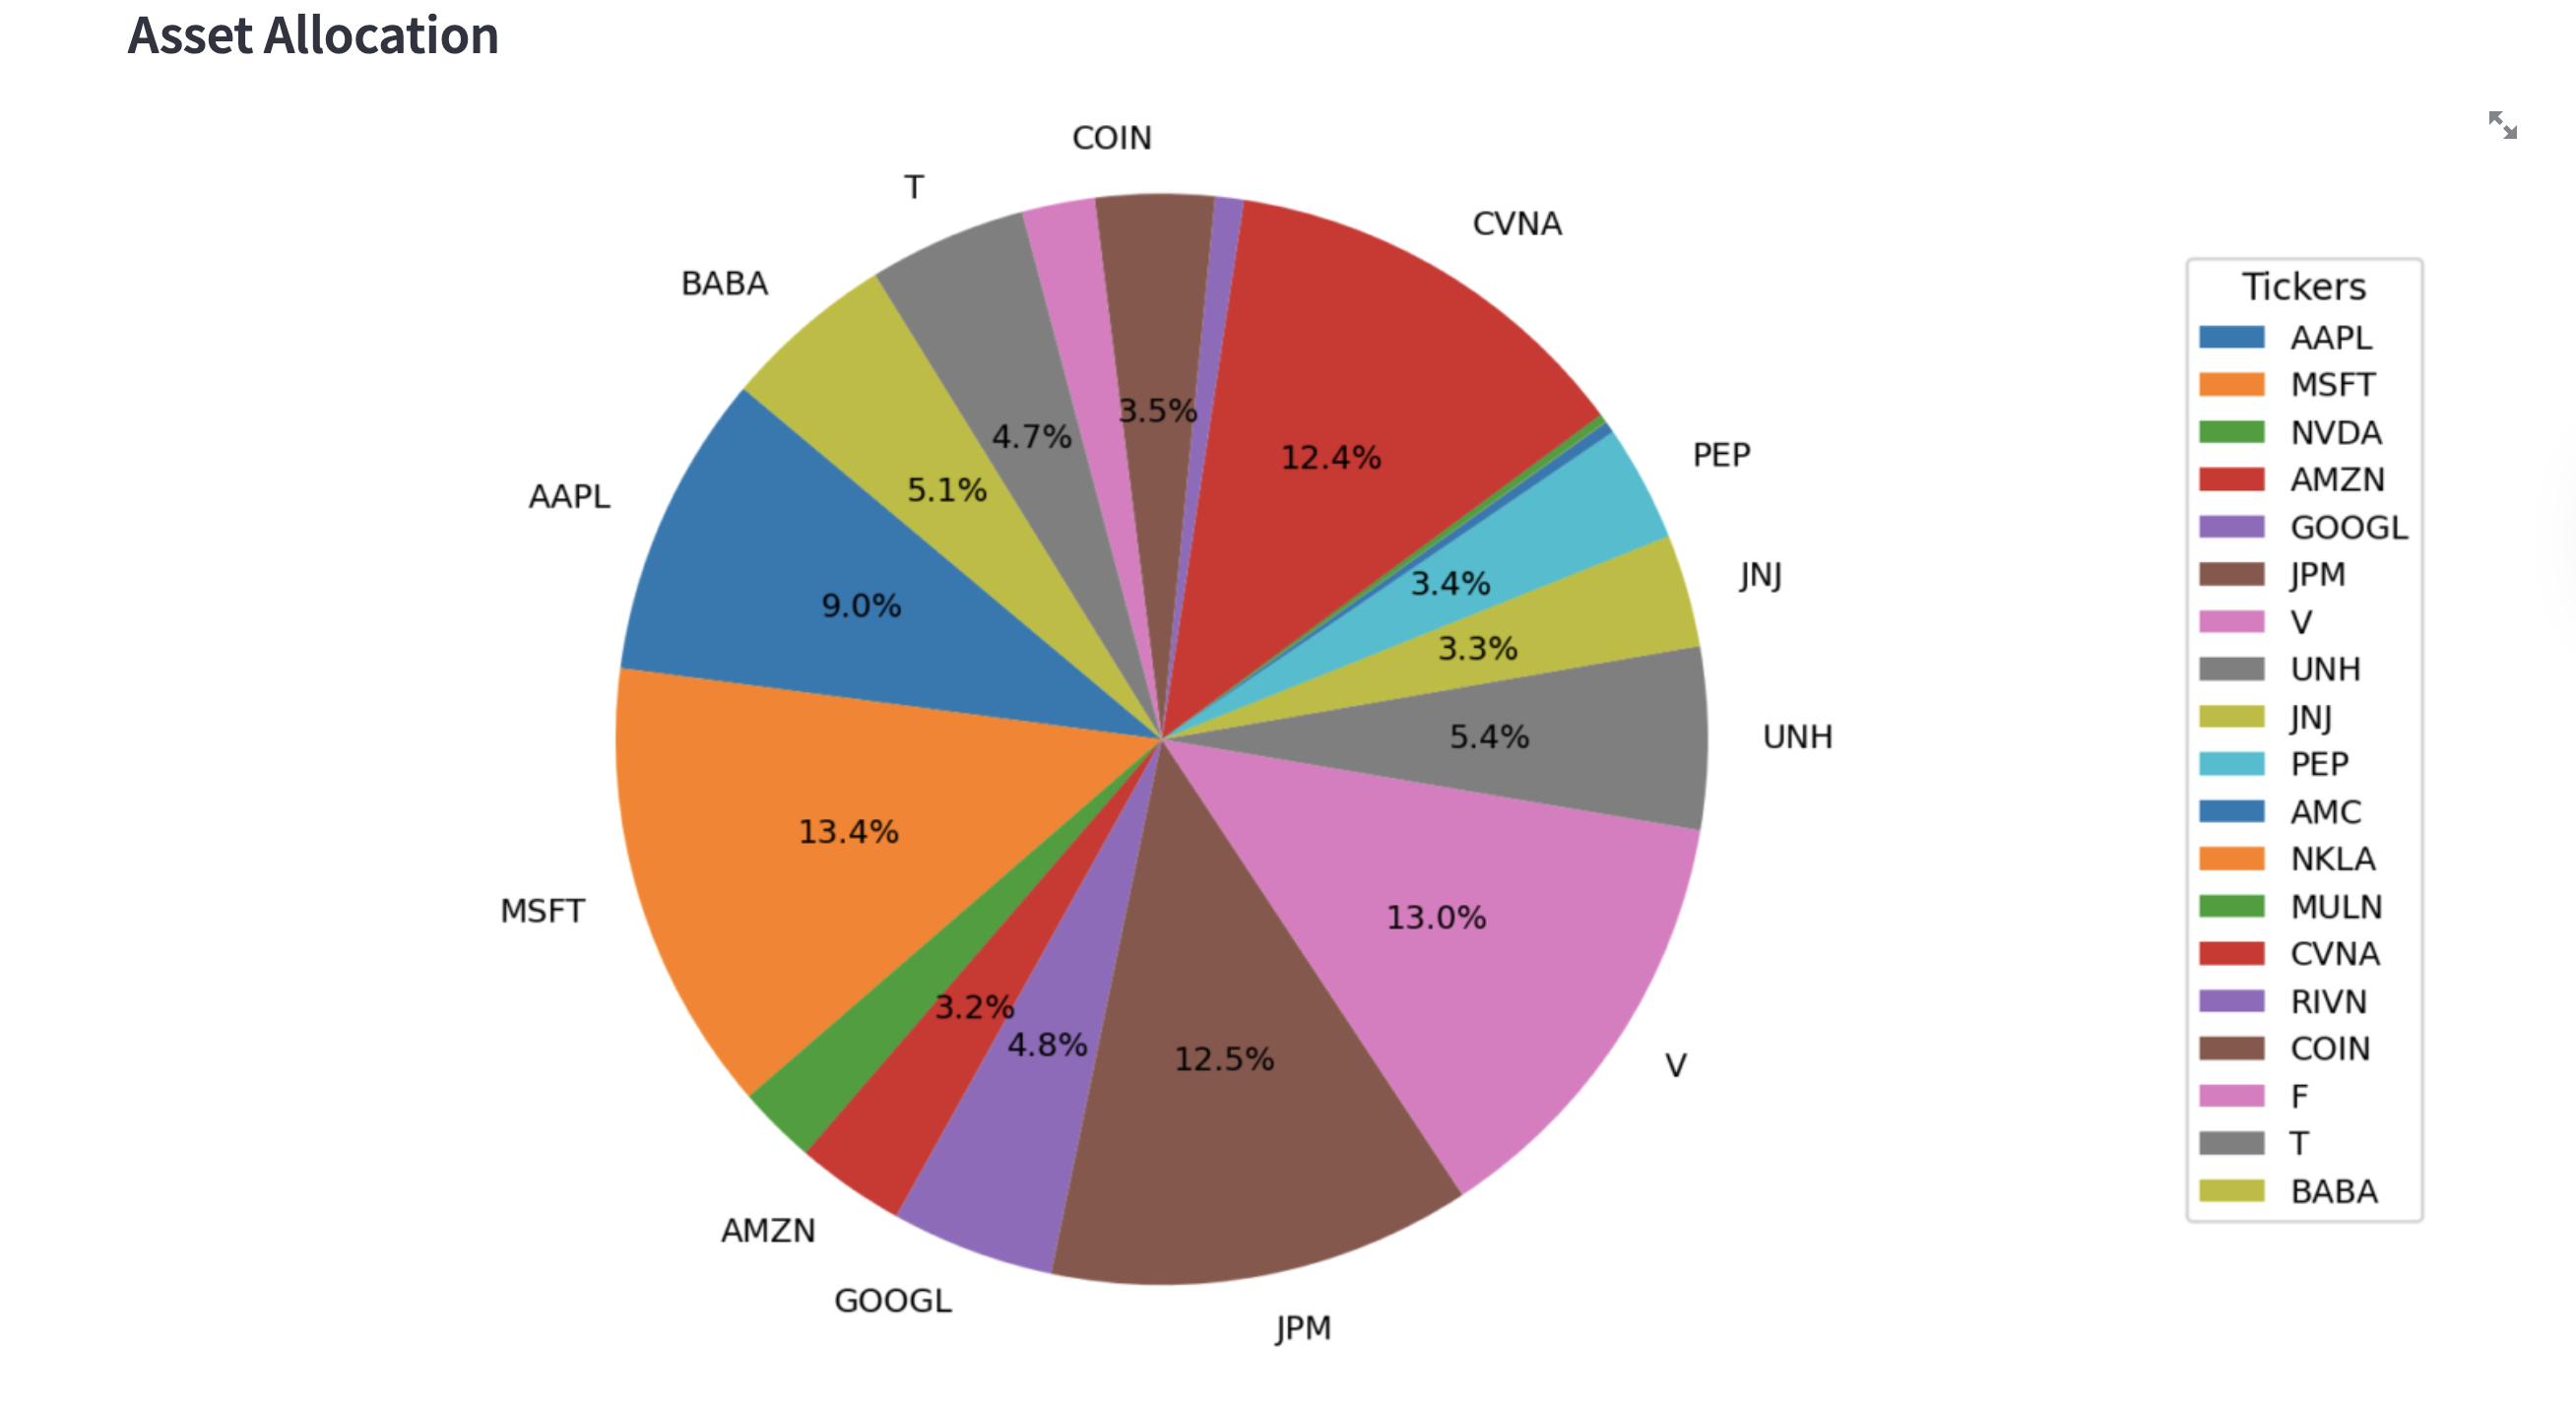 Asset Allocation
COIN
T
CVNA
BABA
3.5%
4.7%
12.4%
PEP
5.1%
AAPL
JNJ
3.4%
9.0%
3.3%
UNH
5.4%
13.4%
MSFT
13.0%
3.2%
4.8%
12.5%
V
AMZN
GOOGL
JPM
Tickers
AAPL
MSFT
NVDA
AMZN
GOOGL
JPM
V
UNH
JNJ
PEP
AMC
NKLA
MULN
CVNA
RIVN
COIN
F
T
BABA